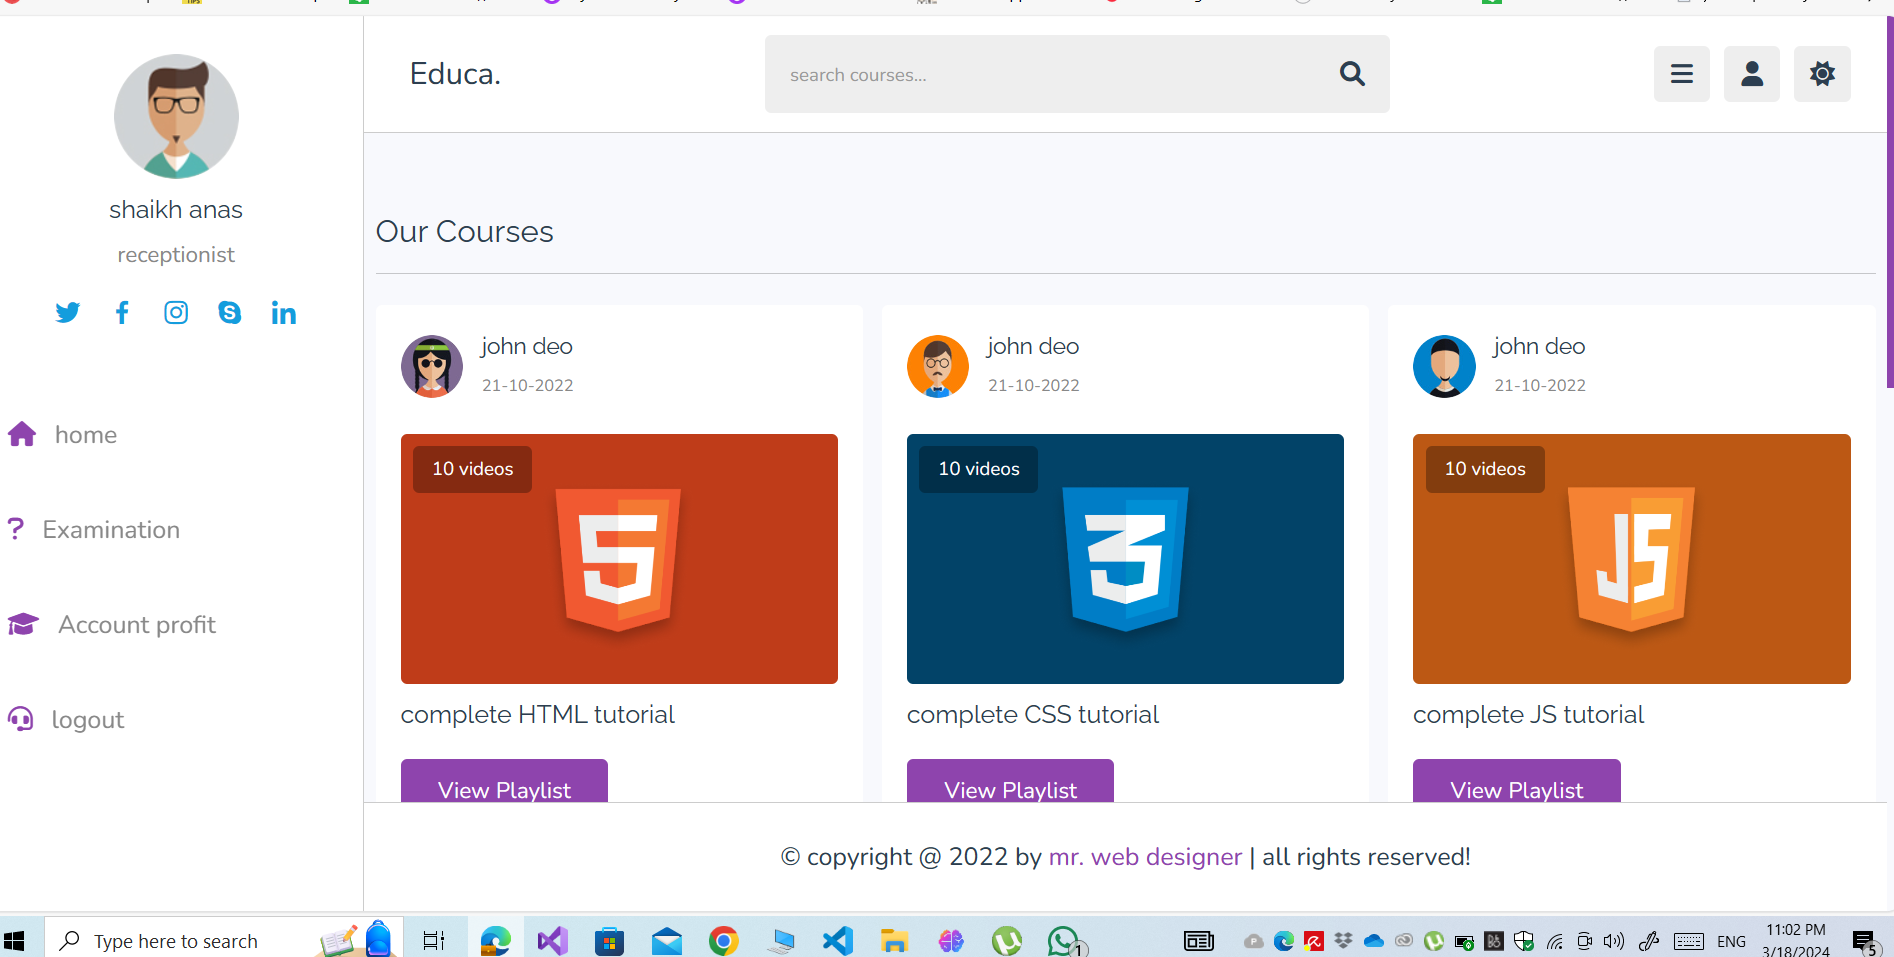 shaikh anas
receptionist
home
Examination
Account profit
logout
Educa.
search courses...
Our Courses
john deo
21-10-2022
10 videos
complete HTML tutorial
View Playlist
john deo
21-10-2022
10 videos
complete CSS tutorial
View Playlist
john deo
21-10-2022
10 videos
JS
complete JS tutorial
View Playlist
© copyright @ 2022 by mr. web designer | all rights reserved!
Type here to search
1
ENG
11:02 PM
3/18/2024
5